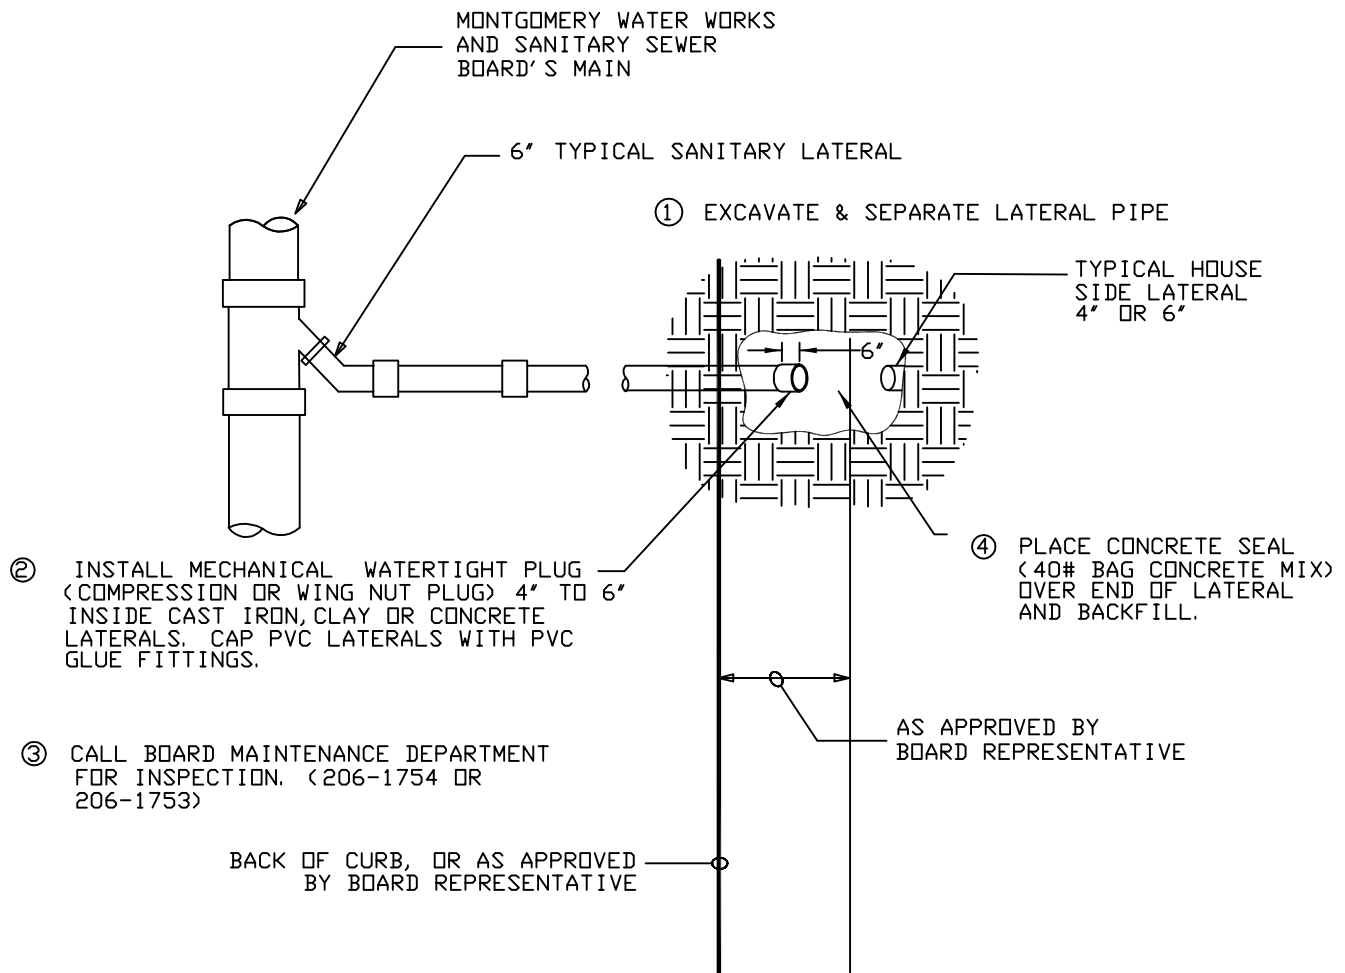 MONTGOMERY WATER WORKS
AND SANITARY SEWER
BOARD'S MAIN
6" TYPICAL SANITARY LATERAL
① EXCAVATE & SEPARATE LATERAL PIPE
TYPICAL HOUSE
SIDE LATERAL
4" OR 6"
6"
② INSTALL MECHANICAL WATERTIGHT PLUG
(COMPRESSION OR WING NUT PLUG) 4" TO 6"
INSIDE CAST IRON, CLAY OR CONCRETE
LATERALS. CAP PVC LATERALS WITH PVC
GLUE FITTINGS.
④ PLACE CONCRETE SEAL
(40# BAG CONCRETE MIX)
OVER END OF LATERAL
AND BACKFILL.
AS APPROVED BY
BOARD REPRESENTATIVE
③ CALL BOARD MAINTENANCE DEPARTMENT
FOR INSPECTION. (206-1754 OR
206-1753)
BACK OF CURB, OR AS APPROVED
BY BOARD REPRESENTATIVE